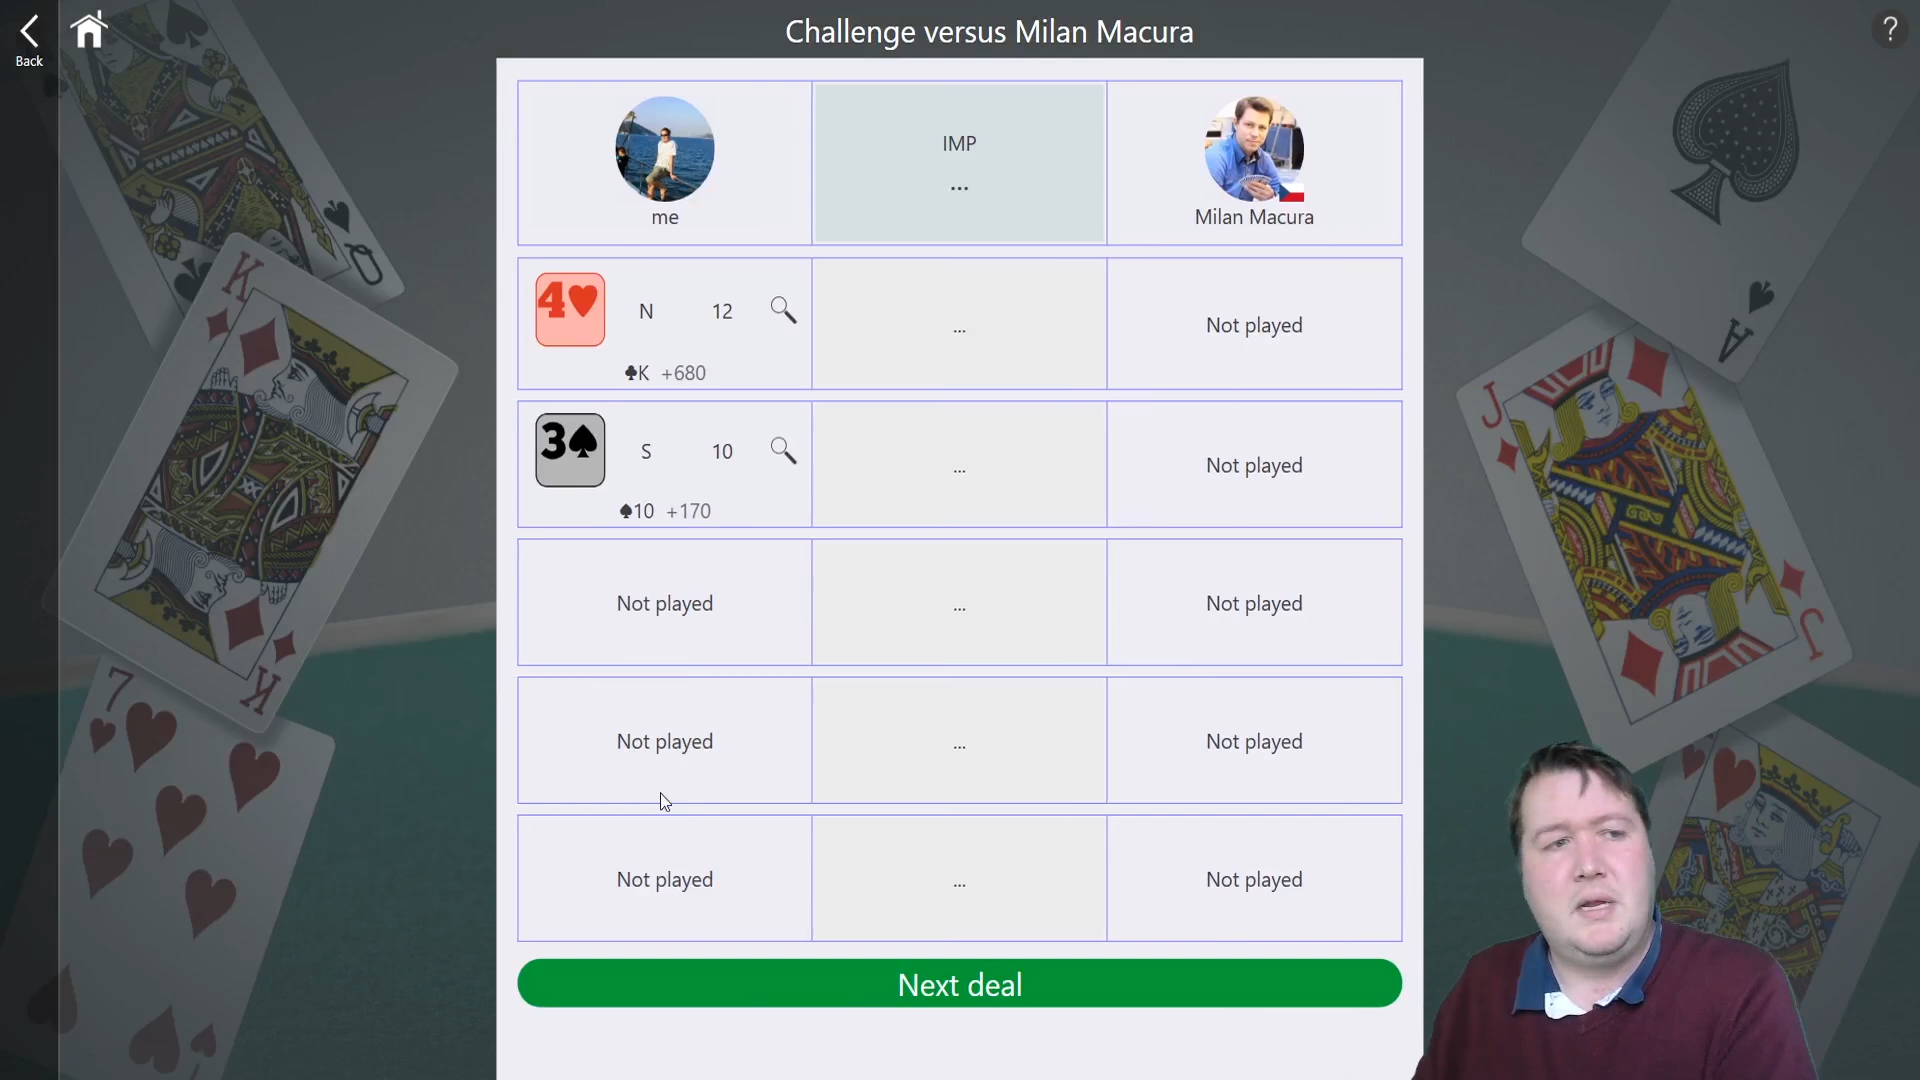 Challenge versus Milan Macura
?
Back
me
IMP
...
Milan Macura
4♥ N 12
♣K +680
...
Not played
3♠ S 10
♠10 +170
...
Not played
Not played
...
Not played
Not played
...
Not played
Not played
...
Not played
Next deal
Q
K
K
7
A
J
J